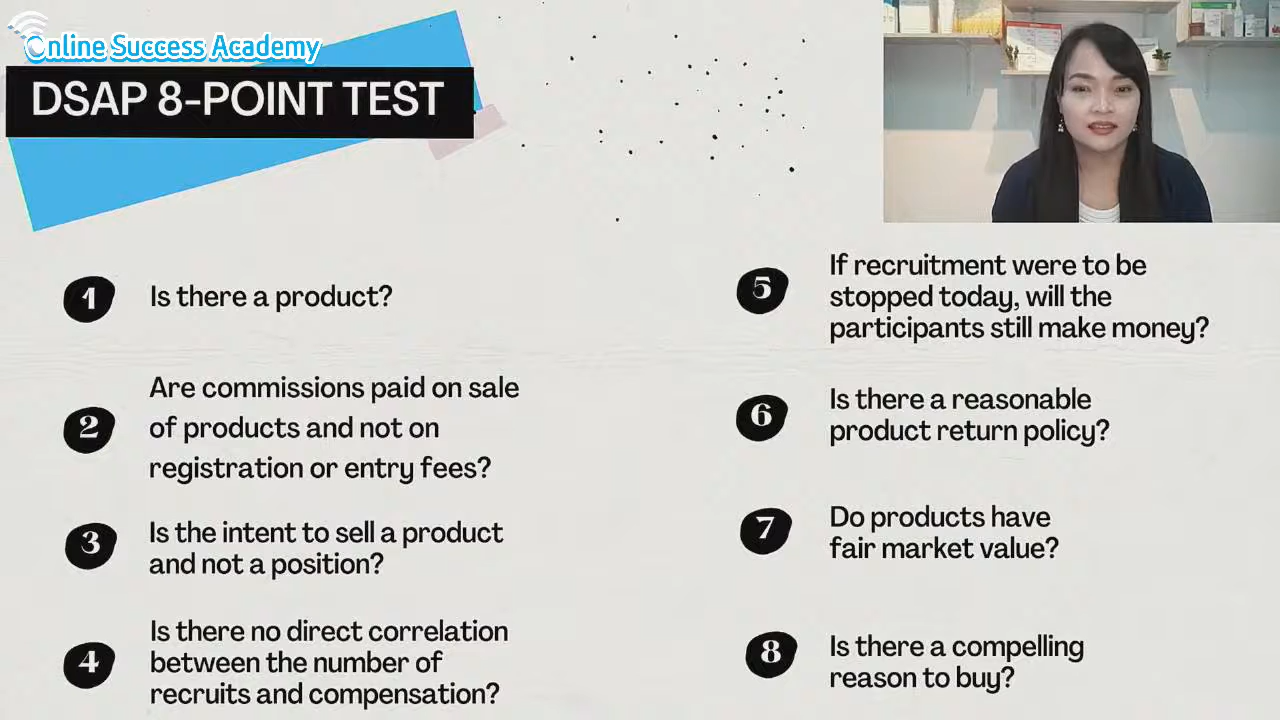 Online Success Academy
DSAP 8-POINT TEST
1
Is there a product?
2
Are commissions paid on sale
of products and not on
registration or entry fees?
3
Is the intent to sell a product
and not a position?
4
Is there no direct correlation
between the number of
recruits and compensation?
5
If recruitment were to be
stopped today, will the
participants still make money?
6
Is there a reasonable
product return policy?
7
Do products have
fair market value?
8
Is there a compelling
reason to buy?